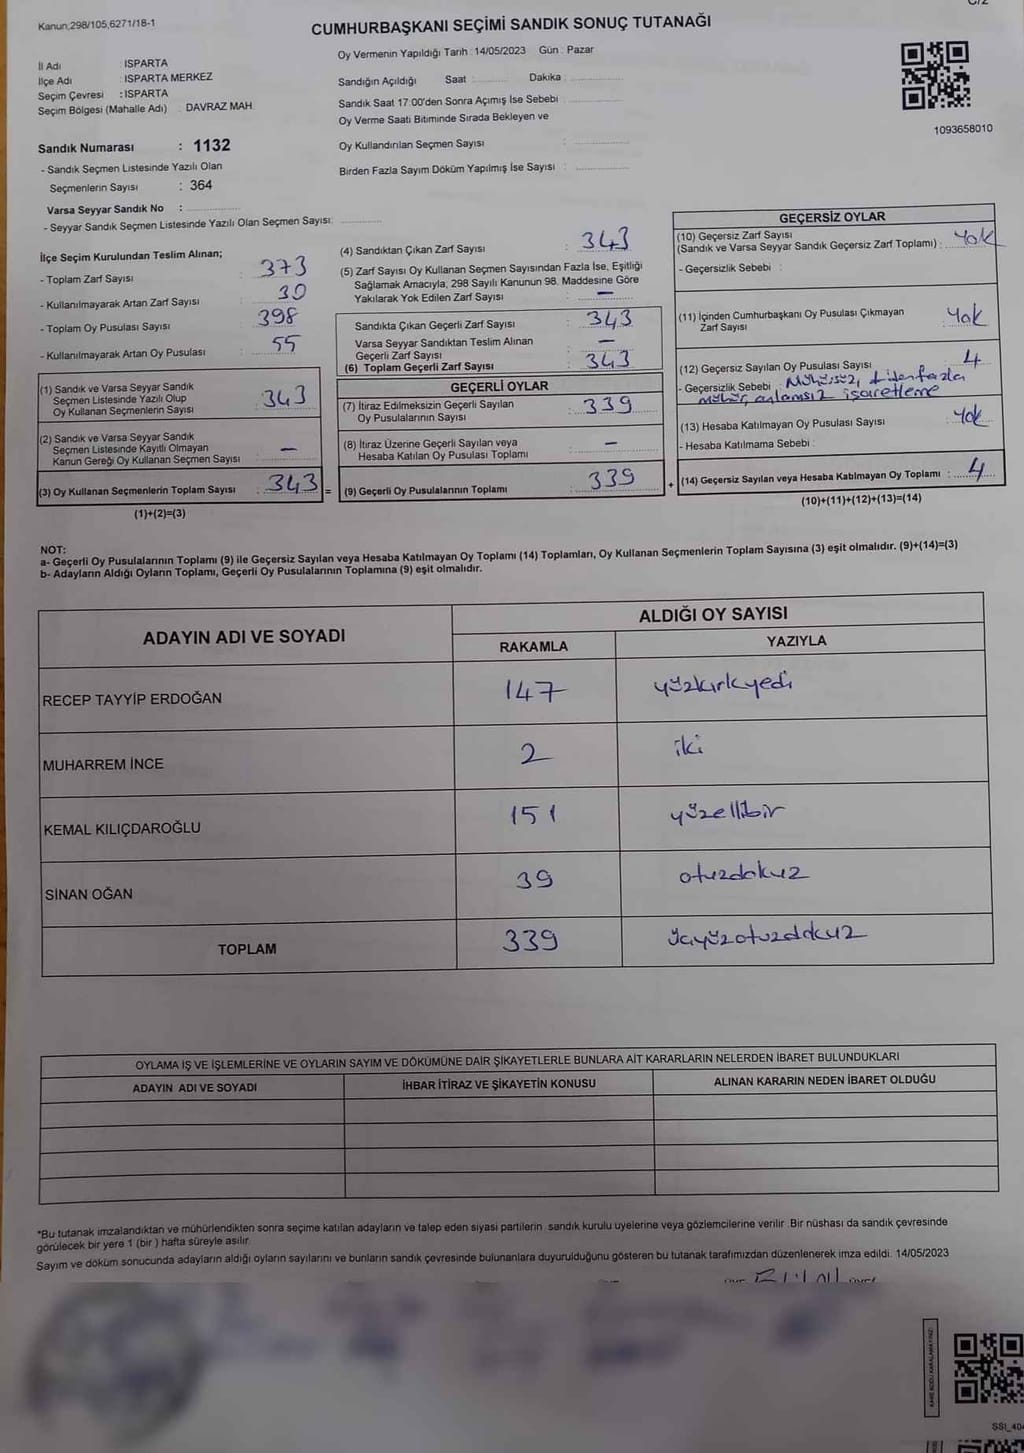 Kanun:298/105,6271/18-1
CUMHURBAŞKANI SEÇİMİ SANDIK SONUÇ TUTANAĞI
Oy Vermenin Yapıldığı Tarih : 14/05/2023 Gün : Pazar
İl Adı : ISPARTA
İlçe Adı : ISPARTA MERKEZ
Seçim Çevresi : ISPARTA
Seçim Bölgesi (Mahalle Adı) : DAVRAZ MAH.
Sandığın Açıldığı Saat : Dakika :
Sandık Saat 17:00'den Sonra Açımış İse Sebebi :
Oy Verme Saati Bitiminde Sırada Bekleyen ve
Oy Kullandırılan Seçmen Sayısı :
Birden Fazla Sayım Döküm Yapılmış İse Sayısı :
1093658010
Sandık Numarası : 1132
- Sandık Seçmen Listesinde Yazılı Olan
Seçmenlerin Sayısı : 364
Varsa Seyyar Sandık No :
- Seyyar Sandık Seçmen Listesinde Yazılı Olan Seçmen Sayısı:
İlçe Seçim Kurulundan Teslim Alınan;
- Toplam Zarf Sayısı : 373
- Kullanılmayarak Artan Zarf Sayısı : 30
- Toplam Oy Pusulası Sayısı : 398
- Kullanılmayarak Artan Oy Pusulası : 55
(1) Sandık ve Varsa Seyyar Sandık
Seçmen Listesinde Yazılı Olup
Oy Kullanan Seçmenlerin Sayısı : 343
(2) Sandık ve Varsa Seyyar Sandık
Seçmen Listesinde Kayıtlı Olmayan
Kanun Gereği Oy Kullanan Seçmen Sayısı : –
(3) Oy Kullanan Seçmenlerin Toplam Sayısı : 343 =
(1)+(2)=(3)
(4) Sandıktan Çıkan Zarf Sayısı : 343
(5) Zarf Sayısı Oy Kullanan Seçmen Sayısından Fazla İse, Eşitliği
Sağlamak Amacıyla, 298 Sayılı Kanunun 98. Maddesine Göre
Yakılarak Yok Edilen Zarf Sayısı : –
Sandıkta Çıkan Geçerli Zarf Sayısı : 343
Varsa Seyyar Sandıktan Teslim Alınan
Geçerli Zarf Sayısı : –
(6) Toplam Geçerli Zarf Sayısı : 343
GEÇERLİ OYLAR
(7) İtiraz Edilmeksizin Geçerli Sayılan
Oy Pusulalarının Sayısı : 339
(8) İtiraz Üzerine Geçerli Sayılan veya
Hesaba Katılan Oy Pusulası Toplamı : –
(9) Geçerli Oy Pusulalarının Toplamı : 339 +
GEÇERSİZ OYLAR
(10) Geçersiz Zarf Sayısı
(Sandık ve Varsa Seyyar Sandık Geçersiz Zarf Toplamı) : Yok
- Geçersizlik Sebebi :
(11) İçinden Cumhurbaşkanı Oy Pusulası Çıkmayan
Zarf Sayısı : Yok
(12) Geçersiz Sayılan Oy Pusulası Sayısı : 4
- Geçersizlik Sebebi : Mühürsüz, birden fazla
mühür, anlamsız işaretleme
(13) Hesaba Katılmayan Oy Pusulası Sayısı : Yok
- Hesaba Katılmama Sebebi :
(14) Geçersiz Sayılan veya Hesaba Katılmayan Oy Toplamı : 4
(10)+(11)+(12)+(13)=(14)
NOT:
a- Geçerli Oy Pusulalarının Toplamı (9) ile Geçersiz Sayılan veya Hesaba Katılmayan Oy Toplamı (14) Toplamları, Oy Kullanan Seçmenlerin Toplam Sayısına (3) eşit olmalıdır. (9)+(14)=(3)
b- Adayların Aldığı Oyların Toplamı, Geçerli Oy Pusulalarının Toplamına (9) eşit olmalıdır.
ADAYIN ADI VE SOYADI
ALDIĞI OY SAYISI
RAKAMLA YAZIYLA
RECEP TAYYİP ERDOĞAN 147 yüzkırkyedi
MUHARREM İNCE 2 iki
KEMAL KILIÇDAROĞLU 151 yüzellibir
SİNAN OĞAN 39 otuzdokuz
TOPLAM 339 üçyüzotuzdokuz
OYLAMA İŞ VE İŞLEMLERİNE VE OYLARIN SAYIM VE DÖKÜMÜNE DAİR ŞİKAYETLERLE BUNLARA AİT KARARLARIN NELERDEN İBARET BULUNDUKLARI
ADAYIN ADI VE SOYADI İHBAR İTİRAZ VE ŞİKAYETİN KONUSU ALINAN KARARIN NEDEN İBARET OLDUĞU
*Bu tutanak imzalandıktan ve mühürlendikten sonra seçime katılan adayların ve talep eden siyasi partilerin sandık kurulu üyelerine veya gözlemcilerine verilir. Bir nüshası da sandık çevresinde
görülecek bir yere 1 (bir ) hafta süreyle asılır.
Sayım ve döküm sonucunda adayların aldığı oyların sayılarını ve bunların sandık çevresinde bulunanlara duyurulduğunu gösteren bu tutanak tarafımızdan düzenlenerek imza edildi. 14/05/2023